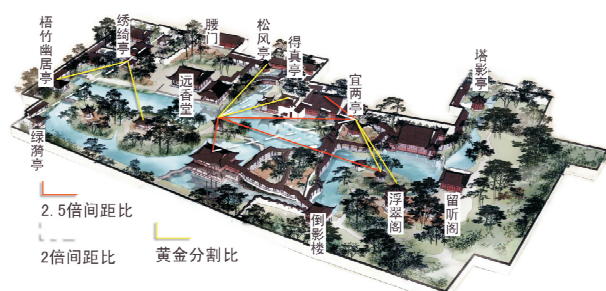 梧竹幽居亭
绣绮亭
腰门
松风亭
得真亭
远香堂
宜两亭
塔影亭
绿漪亭
浮翠阁
留听阁
倒影楼
2.5倍间距比
2倍间距比
黄金分割比